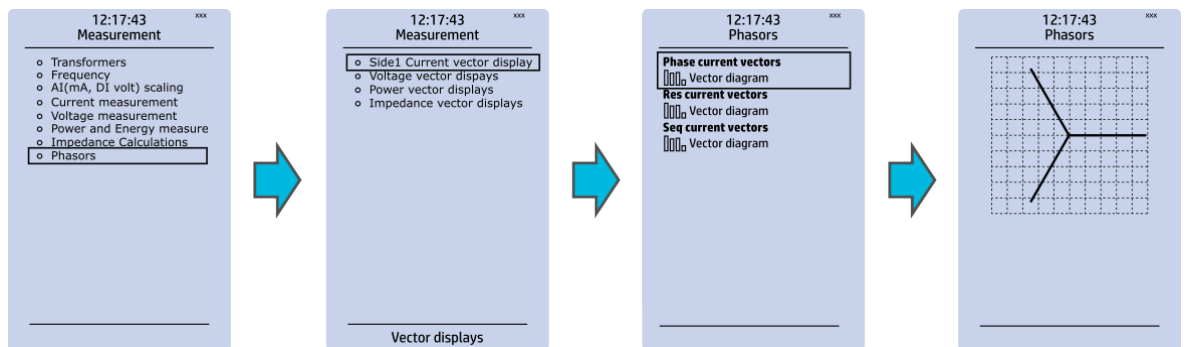 12:17:43 xxx
Measurement
Transformers
Frequency
AI(mA, DI volt) scaling
Current measurement
Voltage measurement
Power and Energy measure
Impedance Calculations
Phasors
12:17:43 xxx
Measurement
Side1 Current vector display
Voltage vector dispays
Power vector displays
Impedance vector displays
Vector displays
12:17:43 xxx
Phasors
Phase current vectors
Vector diagram
Res current vectors
Vector diagram
Seq current vectors
Vector diagram
12:17:43 xxx
Phasors